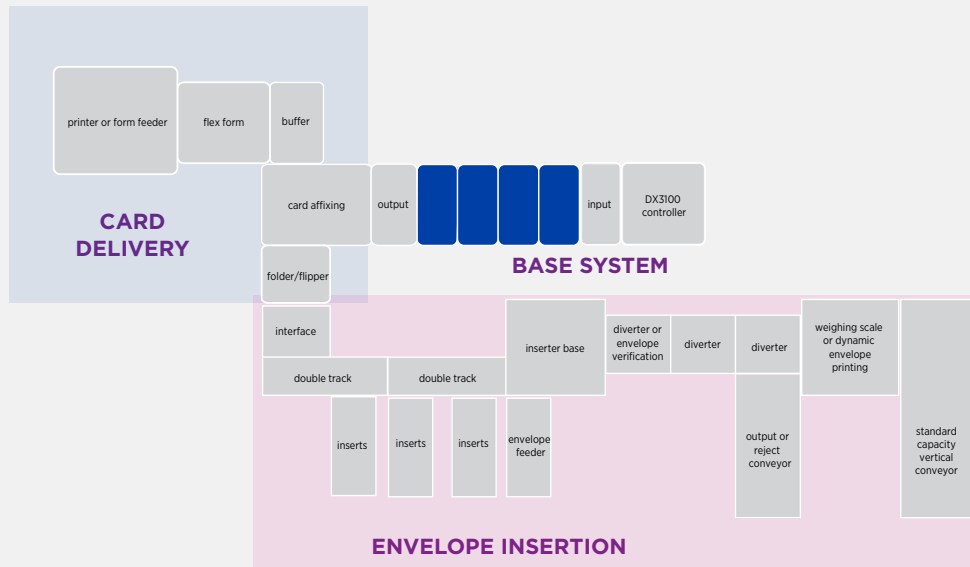 printer or form feeder
flex form
buffer
card affixing
output
input
DX3100
controller
CARD
DELIVERY
BASE SYSTEM
folder/flipper
interface
double track
double track
inserter base
diverter or
envelope
verification
diverter
diverter
weighing scale
or dynamic
envelope
printing
inserts
inserts
inserts
envelope
feeder
output or
reject
conveyor
standard
capacity
vertical
conveyor
ENVELOPE INSERTION